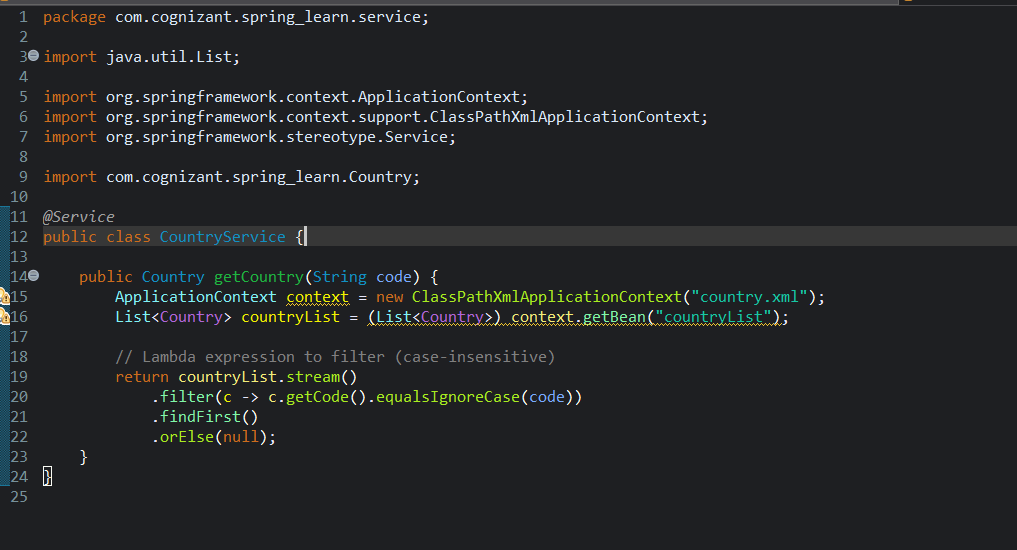 1 package com.cognizant.spring_learn.service;
2
3 import java.util.List;
4
5 import org.springframework.context.ApplicationContext;
6 import org.springframework.context.support.ClassPathXmlApplicationContext;
7 import org.springframework.stereotype.Service;
8
9 import com.cognizant.spring_learn.Country;
10
11 @Service
12 public class CountryService {
13
14     public Country getCountry(String code) {
15         ApplicationContext context = new ClassPathXmlApplicationContext("country.xml");
16         List<Country> countryList = (List<Country>) context.getBean("countryList");
17
18         // Lambda expression to filter (case-insensitive)
19         return countryList.stream()
20             .filter(c -> c.getCode().equalsIgnoreCase(code))
21             .findFirst()
22             .orElse(null);
23     }
24 }
25